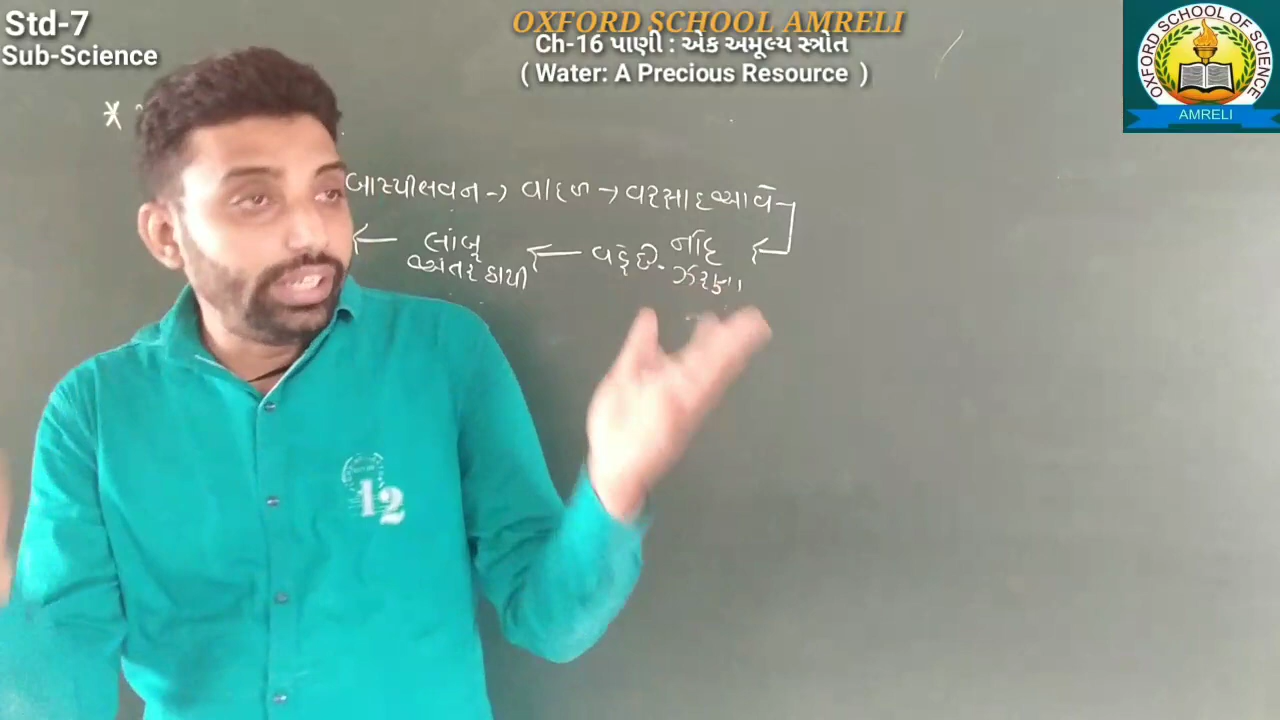 Std-7
Sub-Science
OXFORD SCHOOL AMRELI
Ch-16 પાણી : એક અમૂલ્ય સ્ત્રોત
( Water: A Precious Resource )
OXFORD SCHOOL OF SCIENCE
AMRELI
*
બાષ્પીભવન → વાદળ → વરસાદ આવે
← લાંબુ ← વહે છે. નદિ ←
અંતર કાપી ઝરણા
12